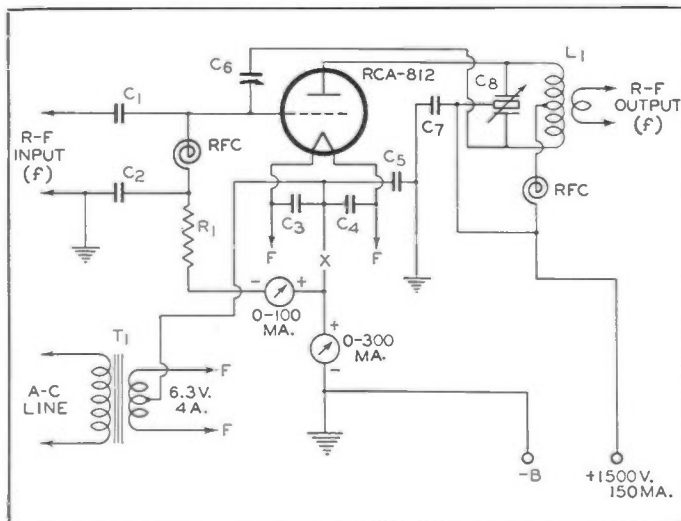 C6
RCA-812
C8
L1
C1
R-F
INPUT
(f)
RFC
C2
C7
R-F
OUTPUT
(f)
C5
RFC
R1
C3
C4
F
X
F
-
+
0-100
MA.
+
0-300
MA.
-
T1
A-C
LINE
6.3 V.
4 A.
F
F
-B
+1500 V.
150 MA.